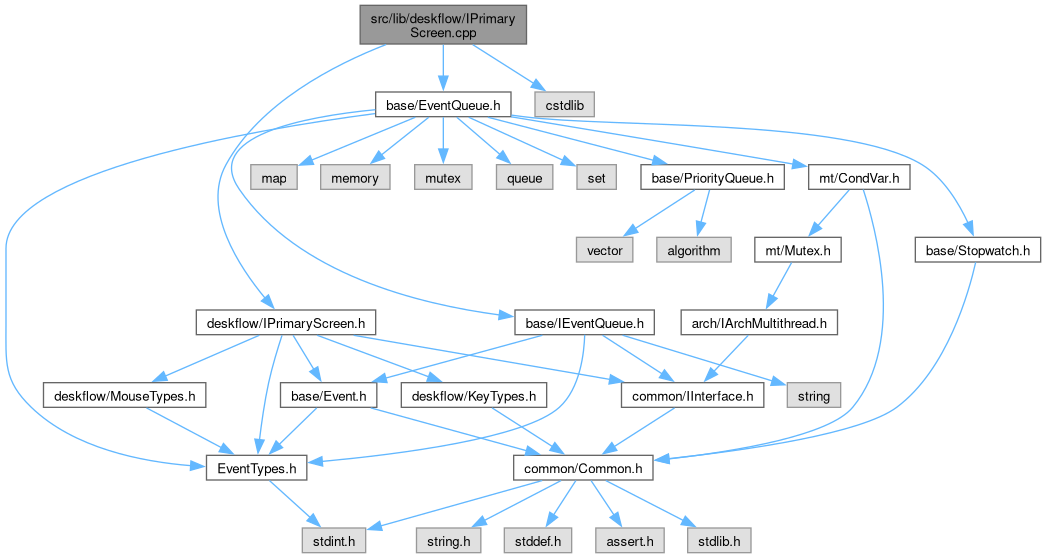 src/lib/deskflow/IPrimary
Screen.cpp
base/EventQueue.h
cstdlib
map
memory
mutex
queue
set
base/PriorityQueue.h
mt/CondVar.h
vector
algorithm
mt/Mutex.h
base/Stopwatch.h
deskflow/IPrimaryScreen.h
base/IEventQueue.h
arch/IArchMultithread.h
deskflow/MouseTypes.h
base/Event.h
deskflow/KeyTypes.h
common/IInterface.h
string
EventTypes.h
common/Common.h
stdint.h
string.h
stddef.h
assert.h
stdlib.h